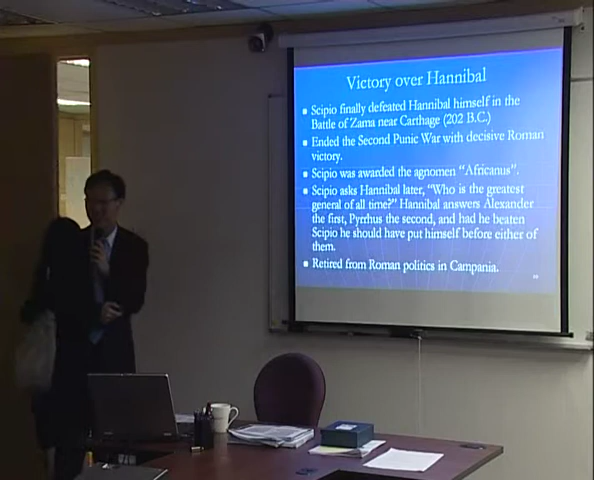 Victory over Hannibal
Scipio finally defeated Hannibal himself in the
Battle of Zama near Carthage (202 B.C.)
Ended the Second Punic War with decisive Roman
victory.
Scipio was awarded the agnomen "Africanus".
Scipio asks Hannibal later, "Who is the greatest
general of all time?" Hannibal answers Alexander
the first, Pyrrhus the second, and had he beaten
Scipio he should have put himself before either of
them.
Retired from Roman politics in Campania.